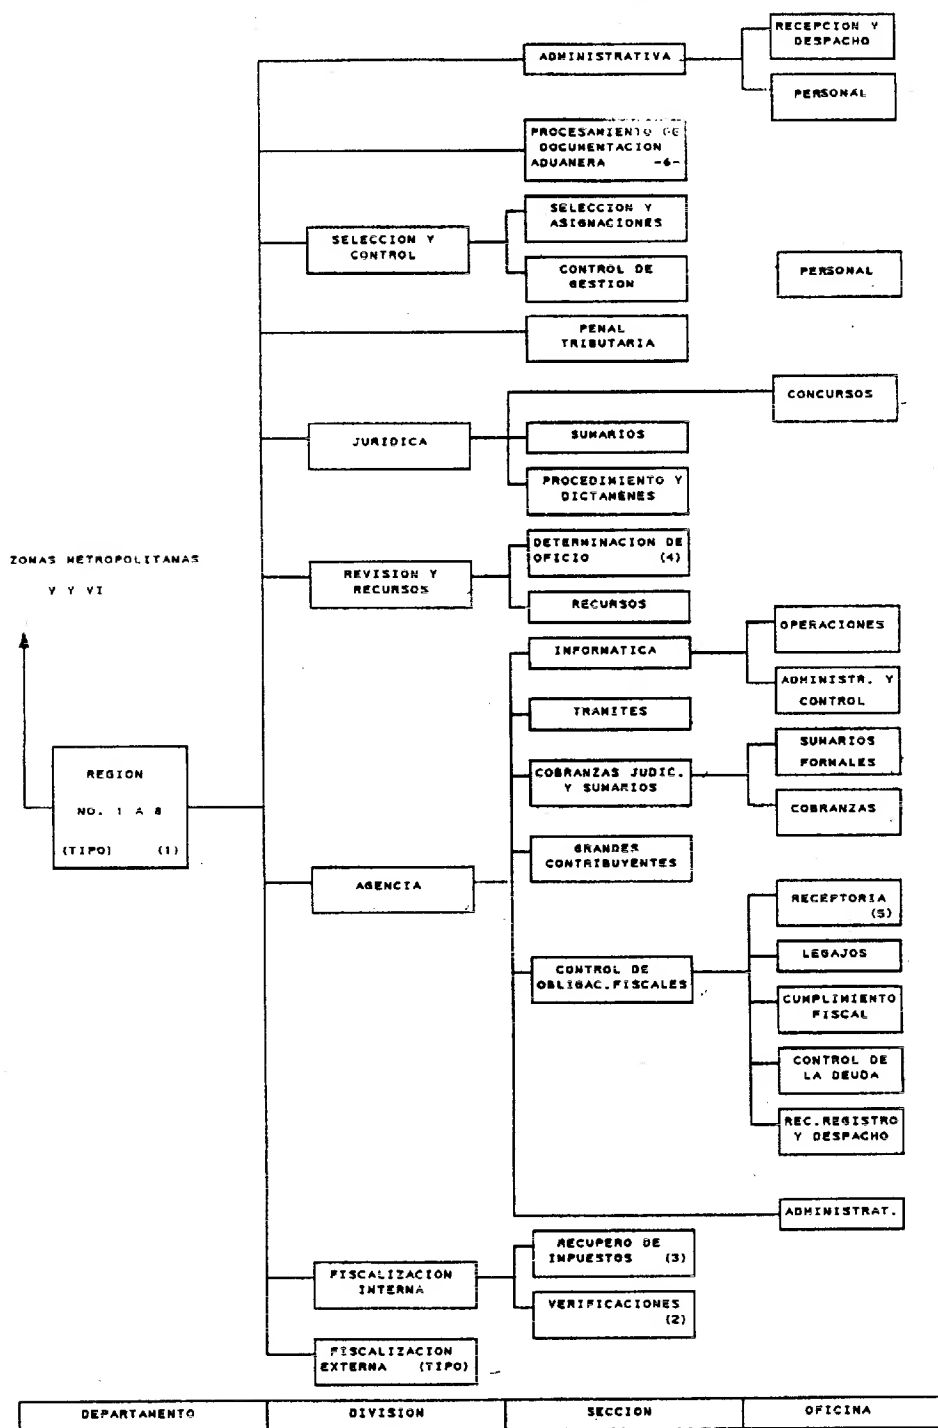 RECEPCION Y
DESPACHO
ADMINISTRATIVA
PERSONAL
PROCESAMIENTO DE
DOCUMENTACION
ADUANERA -6-
SELECCION Y
ASIGNACIONES
SELECCION Y
CONTROL
CONTROL DE
GESTION
PERSONAL
PENAL
TRIBUTARIA
CONCURSOS
JURIDICA
SUMARIOS
PROCEDIMIENTO Y
DICTAMENES
ZONAS METROPOLITANAS
V Y VI
DETERMINACION DE
OFICIO (4)
REVISION Y
RECURSOS
RECURSOS
OPERACIONES
INFORMATICA
ADMINISTR. Y
CONTROL
TRAMITES
SUMARIOS
FORMALES
REGION
NO. 1 A 8
(TIPO) (1)
COBRANZAS JUDIC.
Y SUMARIOS
COBRANZAS
GRANDES
CONTRIBUYENTES
AGENCIA
RECEPTORIA
(5)
LEGAJOS
CONTROL DE
OBLIGAC.FISCALES
CUMPLIMIENTO
FISCAL
CONTROL DE
LA DEUDA
REC.REGISTRO
Y DESPACHO
ADMINISTRAT.
RECUPERO DE
IMPUESTOS (3)
FISCALIZACION
INTERNA
VERIFICACIONES
(2)
FISCALIZACION
EXTERNA (TIPO)
DEPARTAMENTO DIVISION SECCION OFICINA